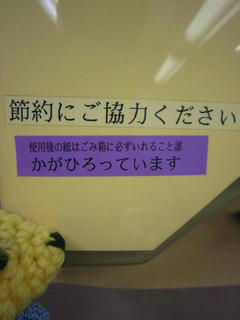 節約にご協力ください
使用後の紙はごみ箱に必ずいれること誰
かがひろっています